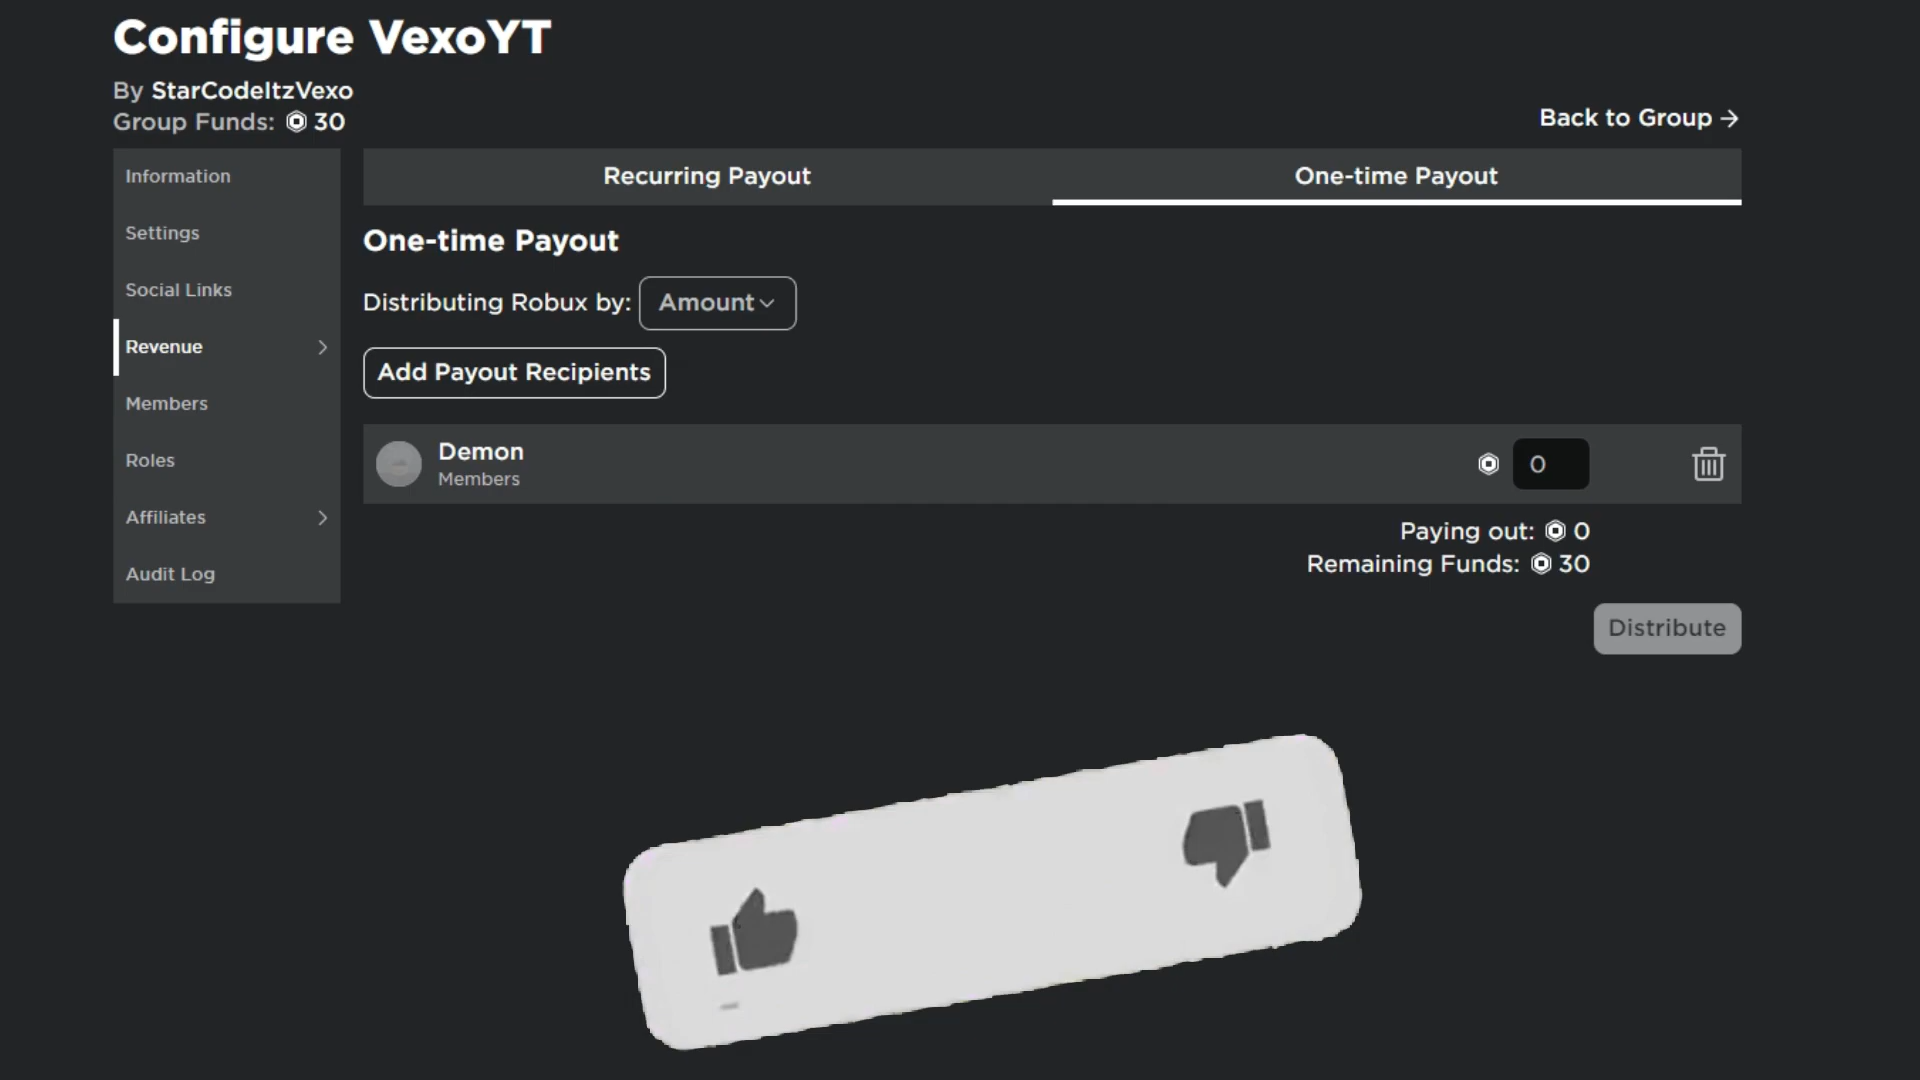 Configure VexoYT
By StarCodeItzVexo
Group Funds: 30
Back to Group →
Information
Settings
Social Links
Revenue
Members
Roles
Affiliates
Audit Log
Recurring Payout
One-time Payout
One-time Payout
Distributing Robux by: Amount
Add Payout Recipients
Demon
Members
0
Paying out: 0
Remaining Funds: 30
Distribute